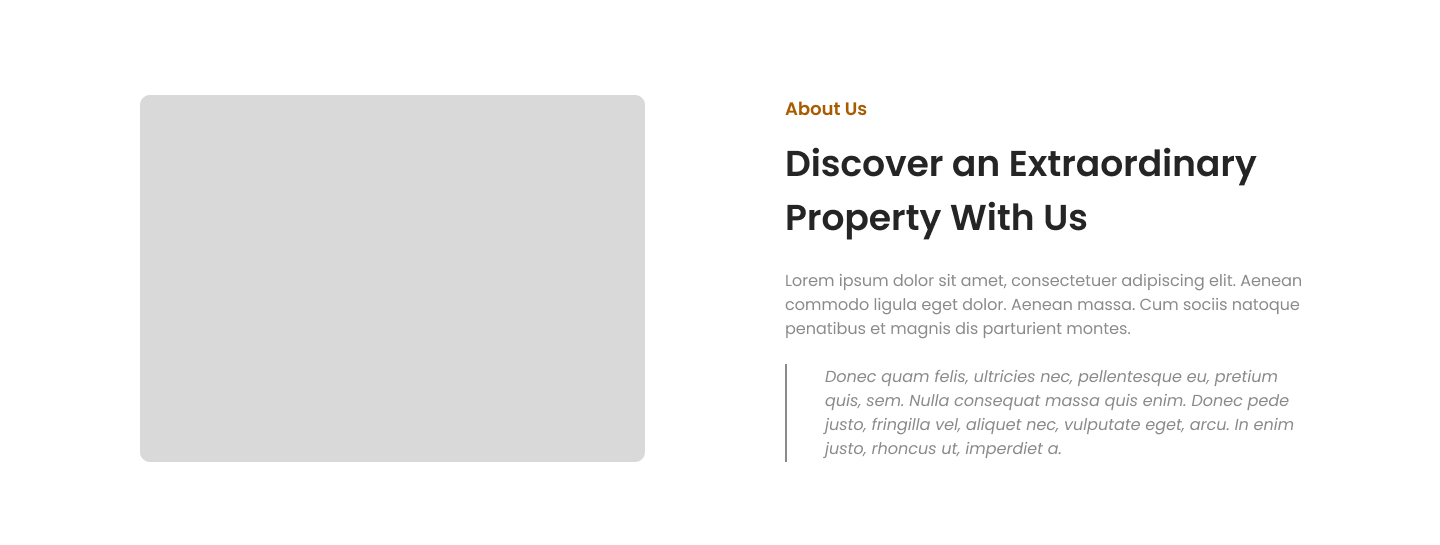 About Us
Discover an Extraordinary
Property With Us
Lorem ipsum dolor sit amet, consectetuer adipiscing elit. Aenean
commodo ligula eget dolor. Aenean massa. Cum sociis natoque
penatibus et magnis dis parturient montes.
Donec quam felis, ultricies nec, pellentesque eu, pretium
quis, sem. Nulla consequat massa quis enim. Donec pede
justo, fringilla vel, aliquet nec, vulputate eget, arcu. In enim
justo, rhoncus ut, imperdiet a.